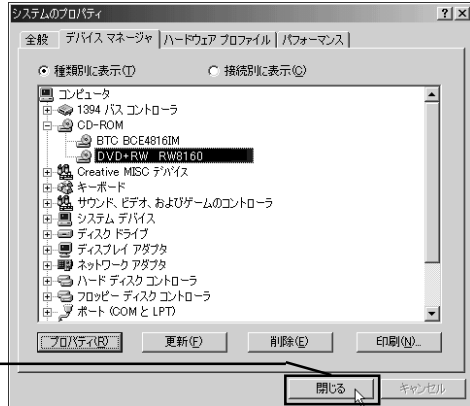 システムのプロパティ
全般 デバイス マネージャ ハードウェア プロファイル パフォーマンス
種類別に表示(T) 接続別に表示(C)
コンピュータ
1394 バス コントローラ
CD-ROM
BTC BCE4816IM
DVD+RW RW8160
Creative MISC デバイス
キーボード
サウンド、ビデオ、およびゲームのコントローラ
システム デバイス
ディスク ドライブ
ディスプレイ アダプタ
ネットワーク アダプタ
ハード ディスク コントローラ
フロッピー ディスク コントローラ
ポート (COM と LPT)
プロパティ(R) 更新(F) 削除(E) 印刷(N)...
閉じる キャンセル